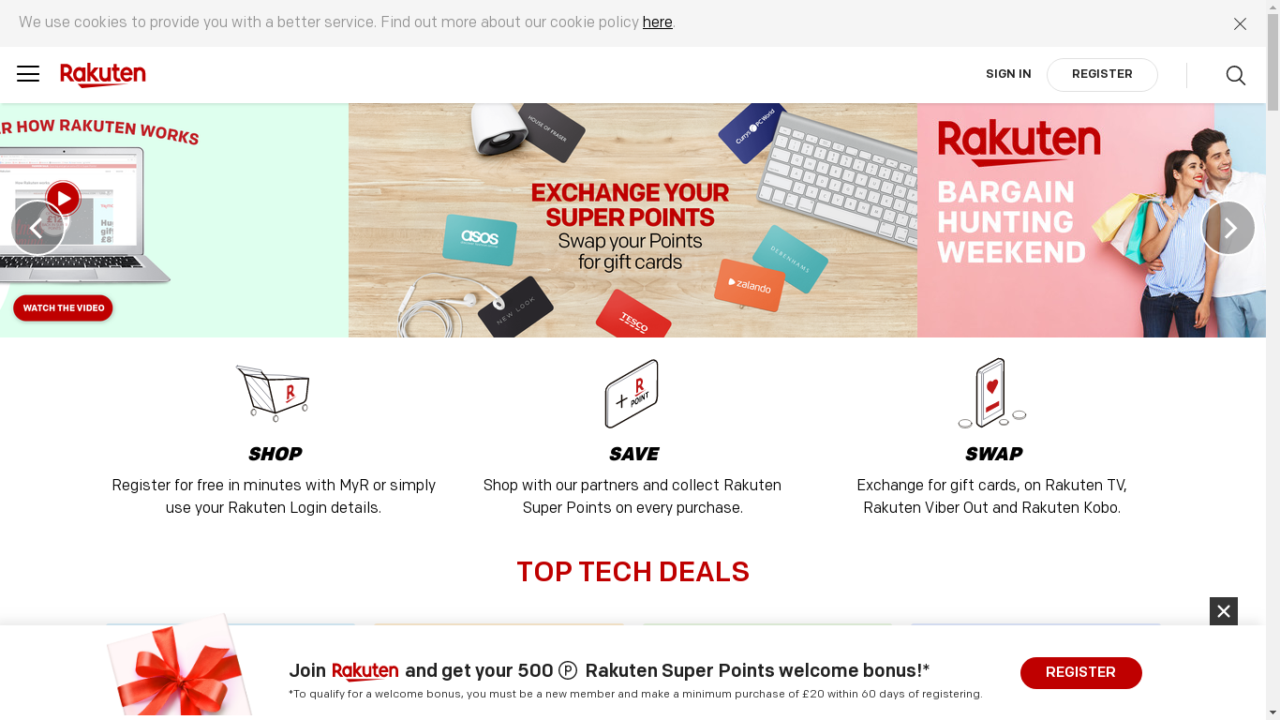 We use cookies to provide you with a better service. Find out more about our cookie policy here.
Rakuten
SIGN IN
REGISTER
R HOW RAKUTEN WORKS
WATCH THE VIDEO
HOUSE OF FRASER
Currys PC World
EXCHANGE YOUR
SUPER POINTS
Swap your Points
for gift cards
asos
DEBENHAMS
zalando
NEW LOOK
TESCO
Rakuten
BARGAIN
HUNTING
WEEKEND
R
R
POINT
SHOP
SAVE
SWAP
Register for free in minutes with MyR or simply
use your Rakuten Login details.
Shop with our partners and collect Rakuten
Super Points on every purchase.
Exchange for gift cards, on Rakuten TV,
Rakuten Viber Out and Rakuten Kobo.
TOP TECH DEALS
Join Rakuten and get your 500 Ⓟ Rakuten Super Points welcome bonus!*
*To qualify for a welcome bonus, you must be a new member and make a minimum purchase of £20 within 60 days of registering.
REGISTER